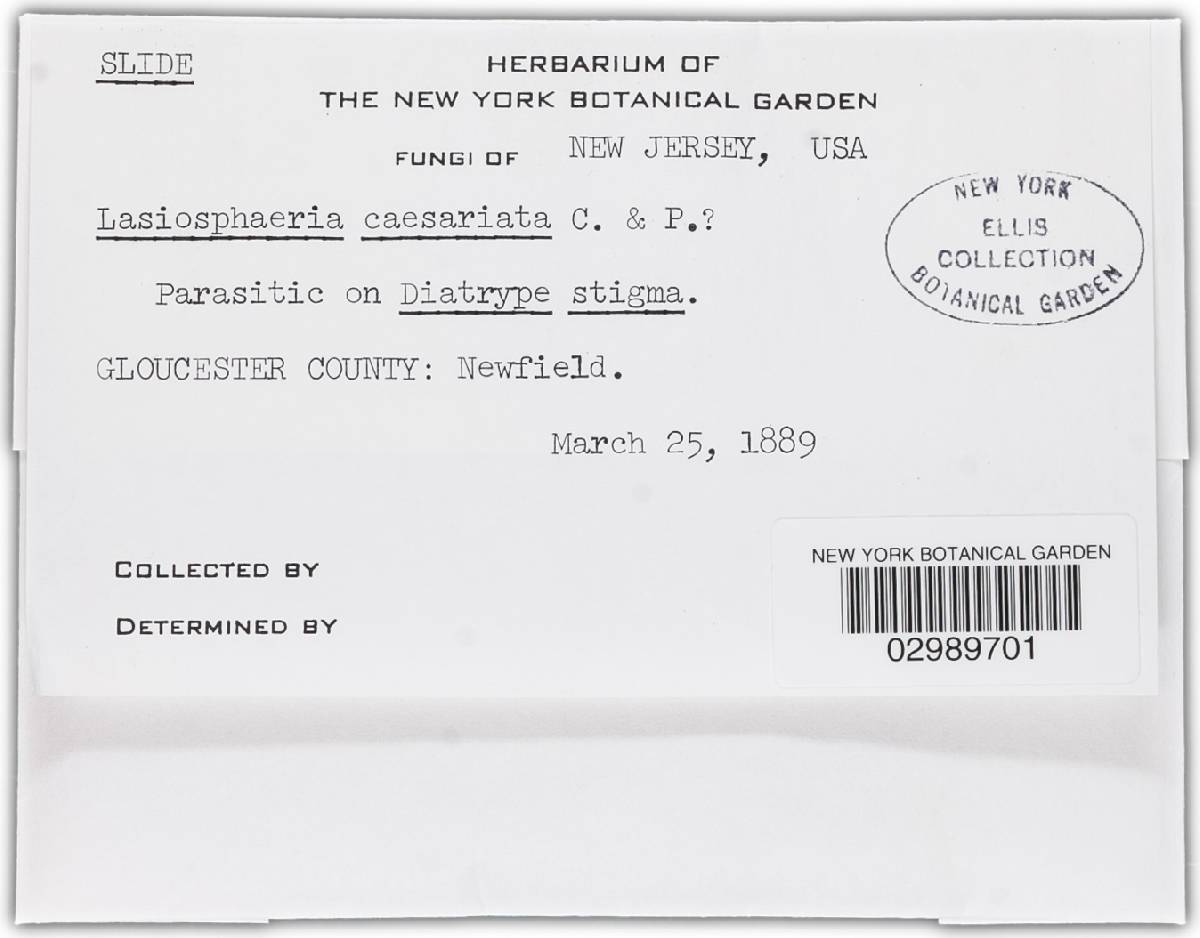 SLIDE
HERBARIUM OF
THE NEW YORK BOTANICAL GARDEN
FUNGI OF NEW JERSEY, USA
Lasiosphaeria caesariata C. & P.?
Parasitic on Diatrype stigma.
GLOUCESTER COUNTY: Newfield.
March 25, 1889
NEW YORK
ELLIS
COLLECTION
BOTANICAL GARDEN
COLLECTED BY
DETERMINED BY
NEW YORK BOTANICAL GARDEN
02989701